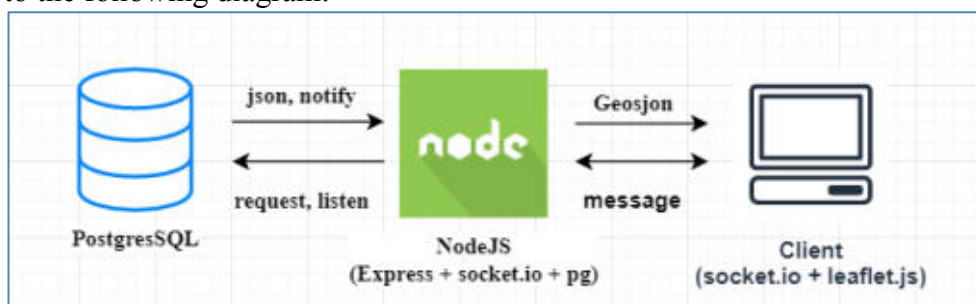 to the following diagram:
json, notify
request, listen
PostgresSQL
node
NodeJS
(Express + socket.io + pg)
Geosjon
message
Client
(socket.io + leaflet.js)